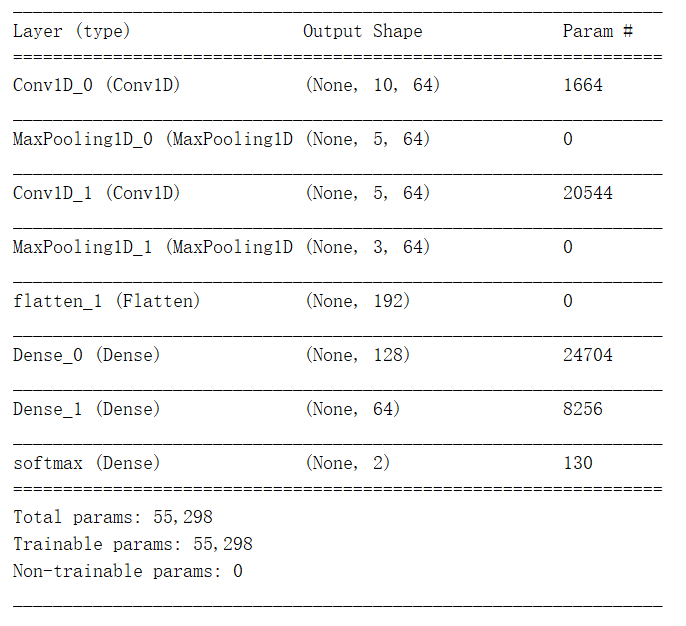 Layer (type) Output Shape Param #
Conv1D_0 (Conv1D) (None, 10, 64) 1664
MaxPooling1D_0 (MaxPooling1D (None, 5, 64) 0
Conv1D_1 (Conv1D) (None, 5, 64) 20544
MaxPooling1D_1 (MaxPooling1D (None, 3, 64) 0
flatten_1 (Flatten) (None, 192) 0
Dense_0 (Dense) (None, 128) 24704
Dense_1 (Dense) (None, 64) 8256
softmax (Dense) (None, 2) 130
Total params: 55,298
Trainable params: 55,298
Non-trainable params: 0